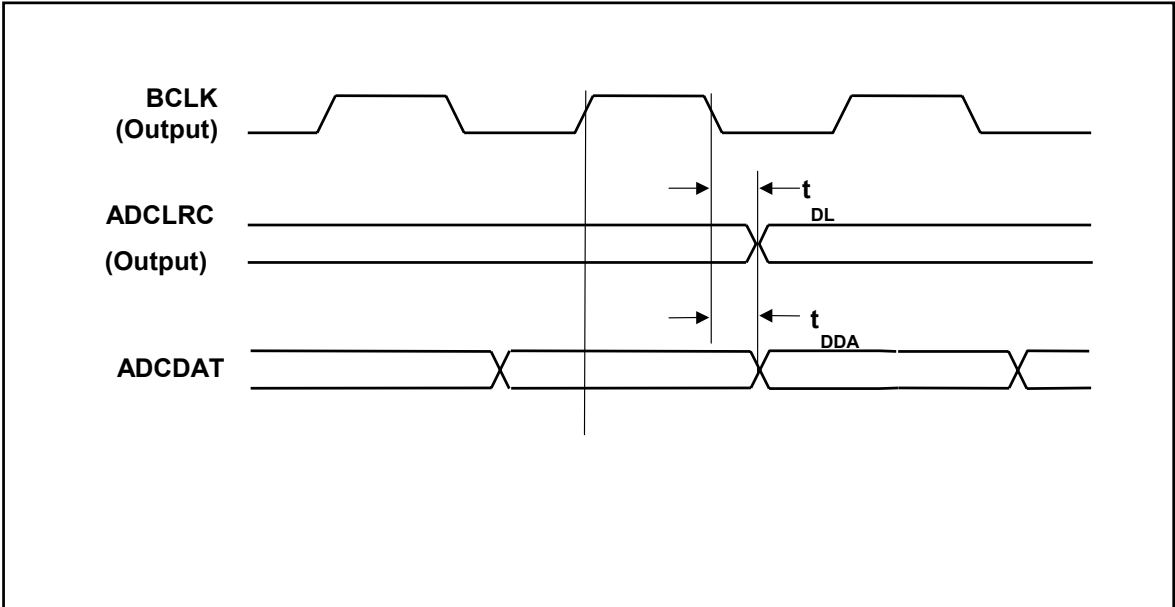 BCLK
(Output)
t
DL
ADCLRC
(Output)
t
DDA
ADCDAT